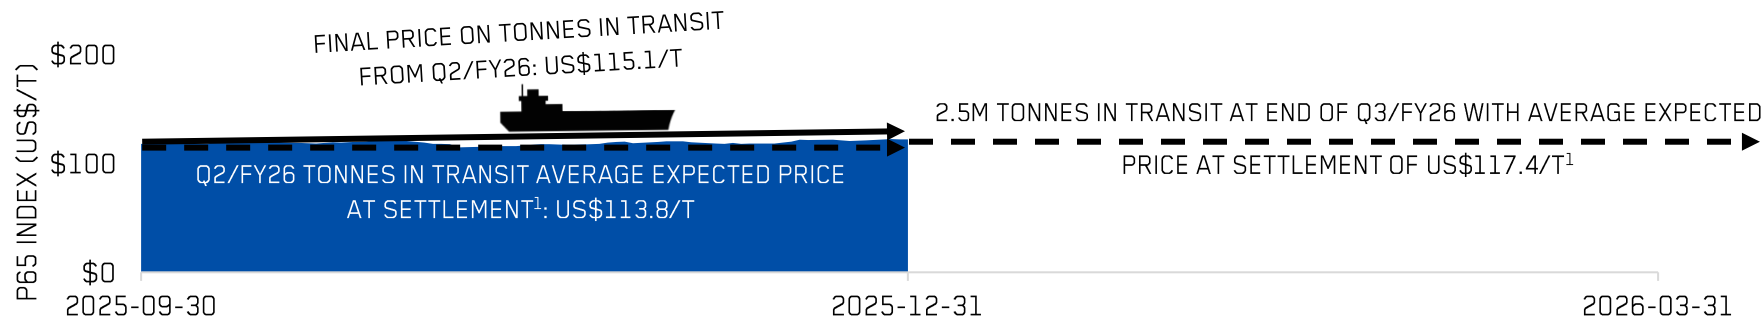 FINAL PRICE ON TONNES IN TRANSIT
FROM Q2/FY26: US$115.1/T
P65 INDEX (US$/T)
$200
$100
$0
2.5M TONNES IN TRANSIT AT END OF Q3/FY26 WITH AVERAGE EXPECTED
PRICE AT SETTLEMENT OF US$117.4/T¹
Q2/FY26 TONNES IN TRANSIT AVERAGE EXPECTED PRICE
AT SETTLEMENT¹: US$113.8/T
2025-09-30
2025-12-31
2026-03-31